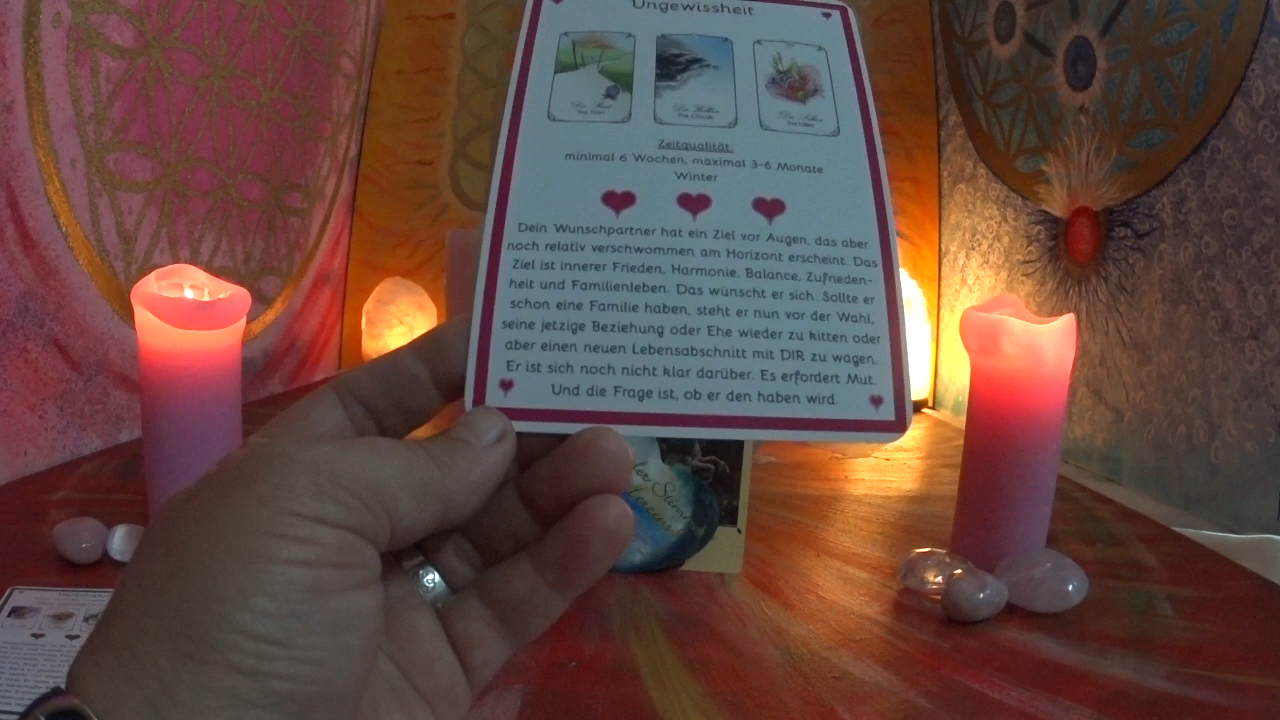 Ungewissheit
The Clouds
Zeitqualität
minimal 6 Wochen, maximal 3-6 Monate
Winter
Dein Wunschpartner hat ein Ziel vor Augen, das aber
noch relativ verschwommen am Horizont erscheint. Das
Ziel ist innerer Frieden, Harmonie, Balance, Zufrieden-
heit und Familienleben. Das wünscht er sich. Sollte er
schon eine Familie haben, steht er nun vor der Wahl,
seine jetzige Beziehung oder Ehe wieder zu kitten oder
aber einen neuen Lebensabschnitt mit DIR zu wagen.
Er ist sich noch nicht klar darüber. Es erfordert Mut.
Und die Frage ist, ob er den haben wird.